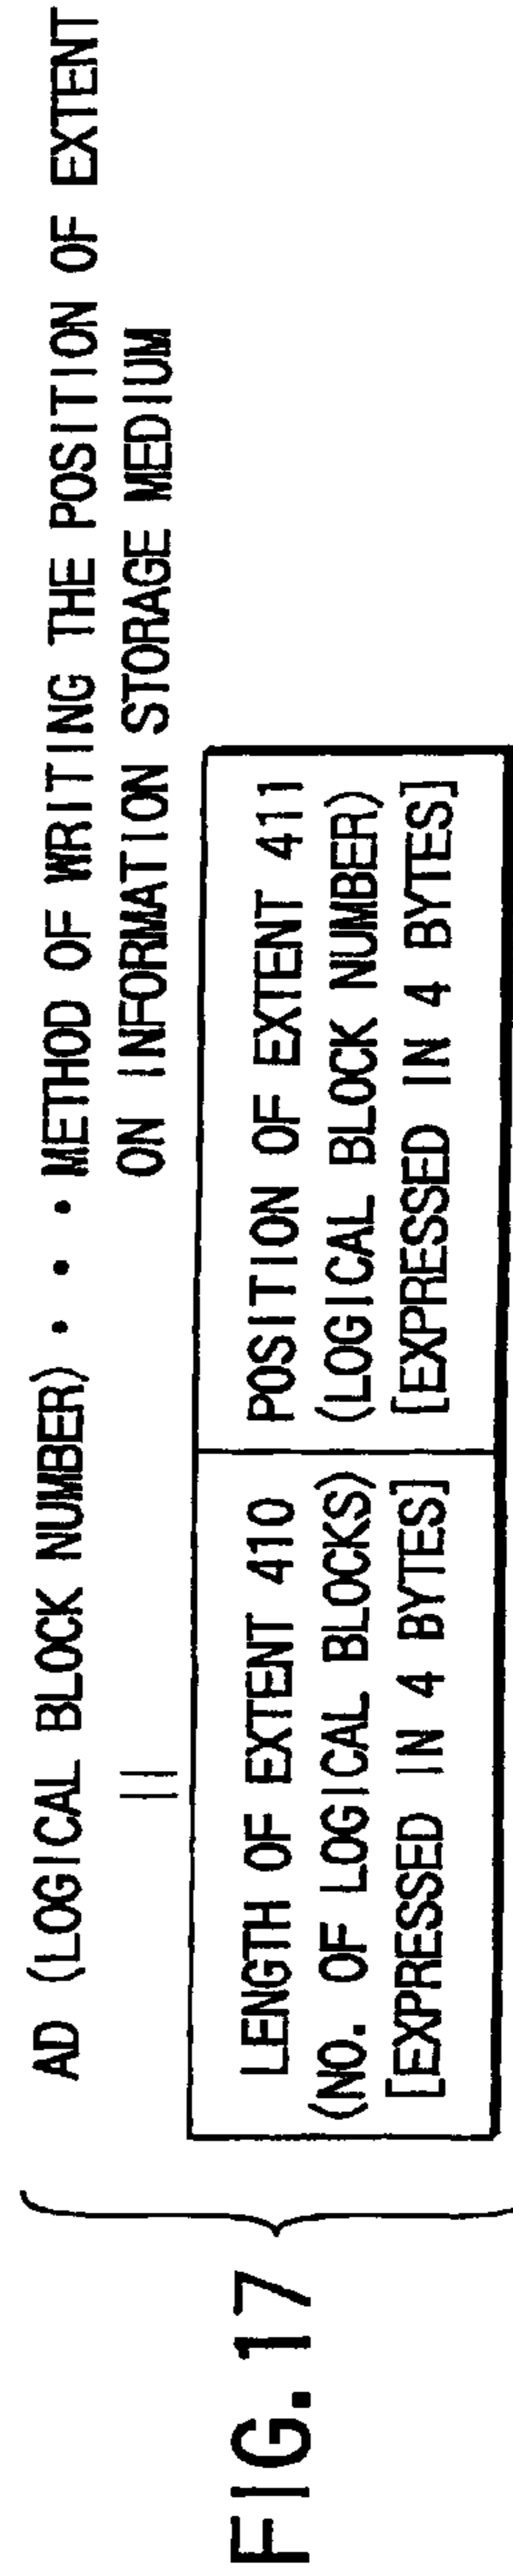 FIG.17
AD (LOGICAL BLOCK NUMBER) • • • METHOD OF WRITING THE POSITION OF EXTENT
ON INFORMATION STORAGE MEDIUM
||
LENGTH OF EXTENT 410
(NO. OF LOGICAL BLOCKS)
[EXPRESSED IN 4 BYTES]
POSITION OF EXTENT 411
(LOGICAL BLOCK NUMBER)
[EXPRESSED IN 4 BYTES]